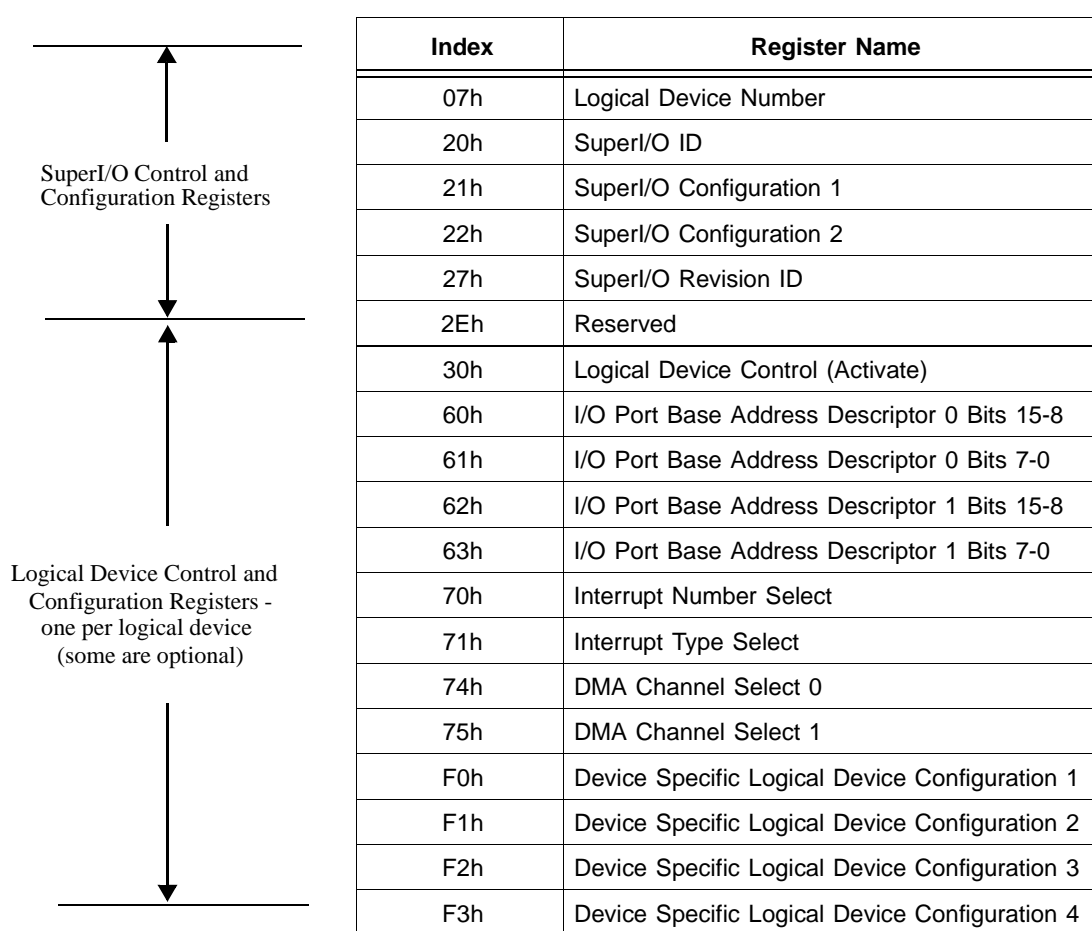 SuperI/O Control and
Configuration Registers
Logical Device Control and
Configuration Registers -
one per logical device
(some are optional)
Index Register Name
07h Logical Device Number
20h SuperI/O ID
21h SuperI/O Configuration 1
22h SuperI/O Configuration 2
27h SuperI/O Revision ID
2Eh Reserved
30h Logical Device Control (Activate)
60h I/O Port Base Address Descriptor 0 Bits 15-8
61h I/O Port Base Address Descriptor 0 Bits 7-0
62h I/O Port Base Address Descriptor 1 Bits 15-8
63h I/O Port Base Address Descriptor 1 Bits 7-0
70h Interrupt Number Select
71h Interrupt Type Select
74h DMA Channel Select 0
75h DMA Channel Select 1
F0h Device Specific Logical Device Configuration 1
F1h Device Specific Logical Device Configuration 2
F2h Device Specific Logical Device Configuration 3
F3h Device Specific Logical Device Configuration 4